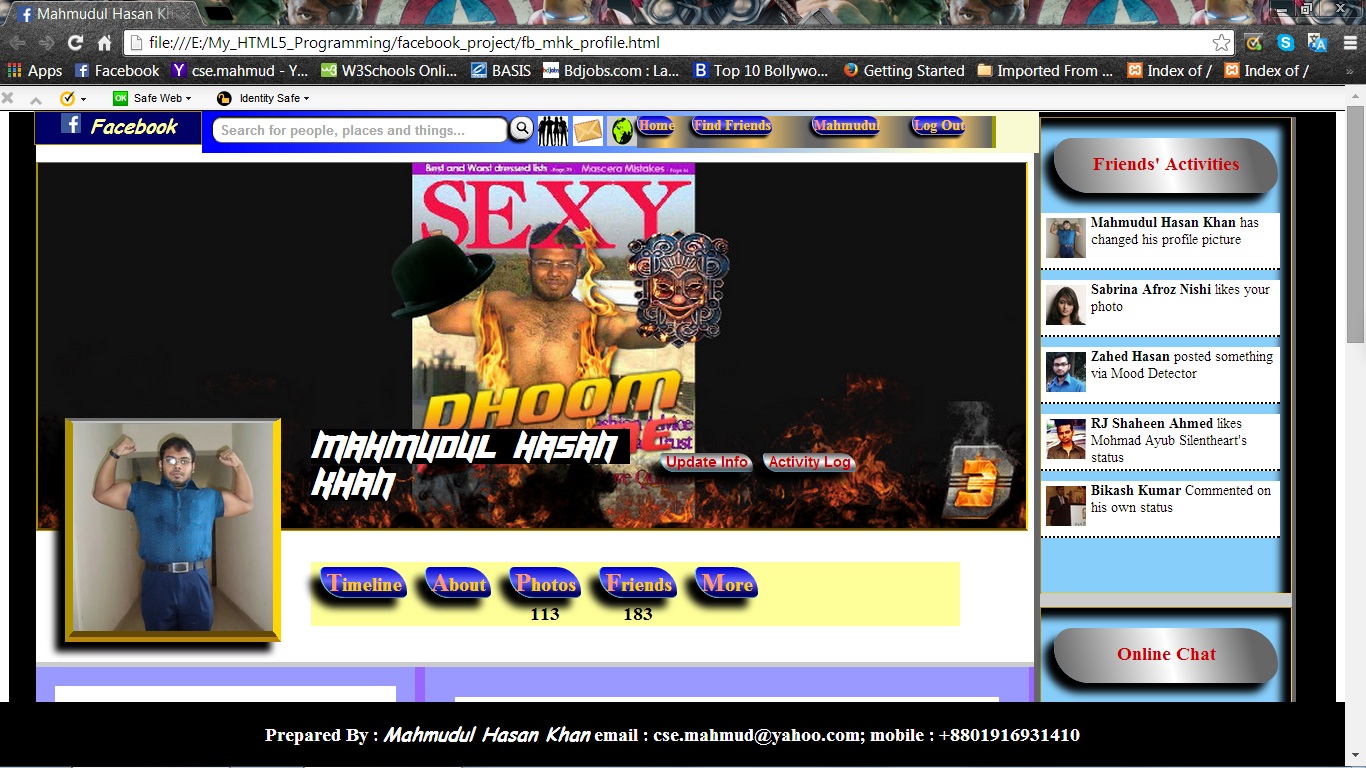 Mahmudul Hasan Kh
file:///E:/My_HTML5_Programming/facebook_project/fb_mhk_profile.html
Apps Facebook cse.mahmud - Y... W3Schools Onli... BASIS Bdjobs.com : La... Top 10 Bollywo... Getting Started Imported From ... Index of / Index of / »
OK Safe Web Identity Safe
Facebook
Search for people, places and things...
Home Find Friends Mahmudul Log Out
Best and Worst dressed lists Mascera Mistakes
SEXY
DHOOM
3
MAHMUDUL HASAN
KHAN
Update Info Activity Log
Timeline About Photos Friends More
113 183
Friends' Activities
Mahmudul Hasan Khan has
changed his profile picture
Sabrina Afroz Nishi likes your
photo
Zahed Hasan posted something
via Mood Detector
RJ Shaheen Ahmed likes
Mohmad Ayub Silentheart's
status
Bikash Kumar Commented on
his own status
Online Chat
Prepared By : Mahmudul Hasan Khan email : cse.mahmud@yahoo.com; mobile : +8801916931410